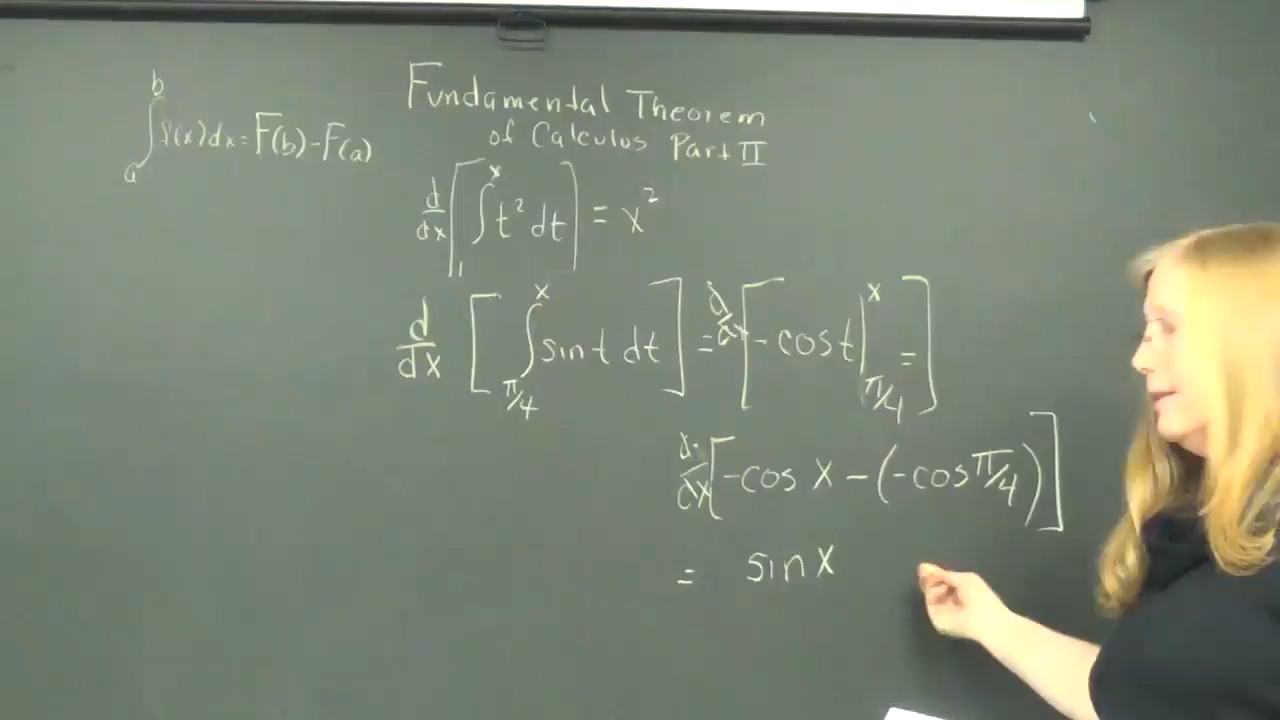 Fundamental Theorem
of Calculus Part II
∫_a^b f(x)dx = F(b) - F(a)
d/dx [∫_1^x t² dt] = x²
d/dx [∫_{π/4}^x sin t dt] = d/dx [-cos t |_{π/4}^x = ]
d/dx [-cos x - (-cos π/4)]
= sin x